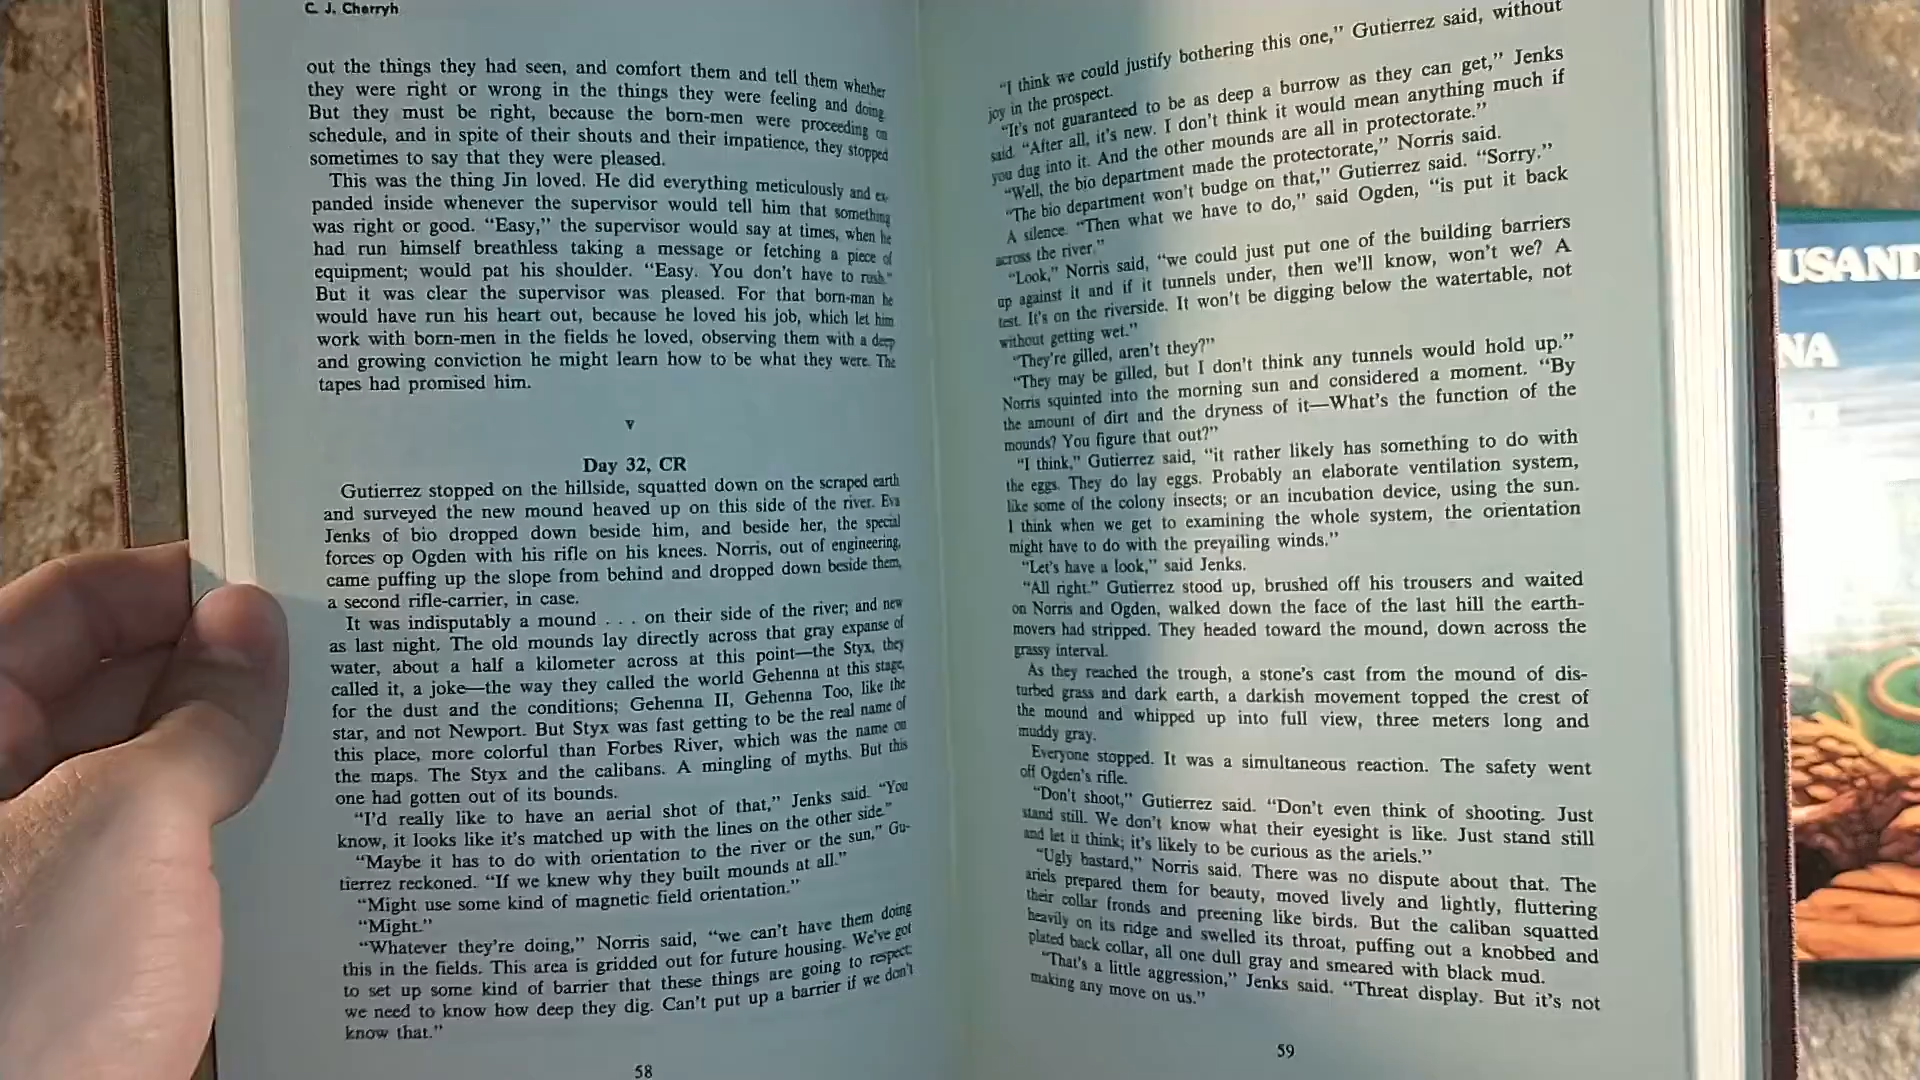 C. J. Cherryh
out the things they had seen, and comfort them and tell them whether
they were right or wrong in the things they were feeling and doing.
But they must be right, because the born-men were proceeding on
schedule, and in spite of their shouts and their impatience, they stopped
sometimes to say that they were pleased.
This was the thing Jin loved. He did everything meticulously and ex-
panded inside whenever the supervisor would tell him that something
was right or good. “Easy,” the supervisor would say at times, when he
had run himself breathless taking a message or fetching a piece of
equipment; would pat his shoulder. “Easy. You don’t have to rush.”
But it was clear the supervisor was pleased. For that born-man he
would have run his heart out, because he loved his job, which let him
work with born-men in the fields he loved, observing them with a deep
and growing conviction he might learn how to be what they were. The
tapes had promised him.
v
Day 32, CR
Gutierrez stopped on the hillside, squatted down on the scraped earth
and surveyed the new mound heaved up on this side of the river. Eva
Jenks of bio dropped down beside him, and beside her, the special
forces op Ogden with his rifle on his knees. Norris, out of engineering,
came puffing up the slope from behind and dropped down beside them,
a second rifle-carrier, in case.
It was indisputably a mound . . . on their side of the river; and new
as last night. The old mounds lay directly across that gray expanse of
water, about a half a kilometer across at this point—the Styx, they
called it, a joke—the way they called the world Gehenna at this stage,
for the dust and the conditions; Gehenna II, Gehenna Too, like the
star, and not Newport. But Styx was fast getting to be the real name of
this place, more colorful than Forbes River, which was the name on
the maps. The Styx and the calibans. A mingling of myths. But this
one had gotten out of its bounds.
“I’d really like to have an aerial shot of that,” Jenks said. “You
know, it looks like it’s matched up with the lines on the other side.”
“Maybe it has to do with orientation to the river or the sun,” Gu-
tierrez reckoned. “If we knew why they built mounds at all.”
“Might use some kind of magnetic field orientation.”
“Might.”
“Whatever they’re doing,” Norris said, “we can’t have them doing
this in the fields. This area is gridded out for future housing. We’ve got
to set up some kind of barrier that these things are going to respect;
we need to know how deep they dig. Can’t put up a barrier if we don’t
know that.”
58
“I think we could justify bothering this one,” Gutierrez said, without
joy in the prospect.
“It’s not guaranteed to be as deep a burrow as they can get,” Jenks
said. “After all, it’s new. I don’t think it would mean anything much if
you dug into it. And the other mounds are all in protectorate.”
“Well, the bio department made the protectorate,” Norris said.
“The bio department won’t budge on that,” Gutierrez said. “Sorry.”
A silence. “Then what we have to do,” said Ogden, “is put it back
across the river.”
“Look,” Norris said, “we could just put one of the building barriers
up against it and if it tunnels under, then we’ll know, won’t we? A
test. It’s on the riverside. It won’t be digging below the watertable, not
without getting wet.”
“They’re gilled, aren’t they?”
“They may be gilled, but I don’t think any tunnels would hold up.”
Norris squinted into the morning sun and considered a moment. “By
the amount of dirt and the dryness of it—What’s the function of the
mounds? You figure that out?”
“I think,” Gutierrez said, “it rather likely has something to do with
the eggs. They do lay eggs. Probably an elaborate ventilation system,
like some of the colony insects; or an incubation device, using the sun.
I think when we get to examining the whole system, the orientation
might have to do with the prevailing winds.”
“Let’s have a look,” said Jenks.
“All right.” Gutierrez stood up, brushed off his trousers and waited
on Norris and Ogden, walked down the face of the last hill the earth-
movers had stripped. They headed toward the mound, down across the
grassy interval.
As they reached the trough, a stone’s cast from the mound of dis-
turbed grass and dark earth, a darkish movement topped the crest of
the mound and whipped up into full view, three meters long and
muddy gray.
Everyone stopped. It was a simultaneous reaction. The safety went
off Ogden’s rifle.
“Don’t shoot,” Gutierrez said. “Don’t even think of shooting. Just
stand still. We don’t know what their eyesight is like. Just stand still
and let it think; it’s likely to be curious as the ariels.”
“Ugly bastard,” Norris said. There was no dispute about that. The
ariels prepared them for beauty, moved lively and lightly, fluttering
their collar fronds and preening like birds. But the caliban squatted
heavily on its ridge and swelled its throat, puffing out a knobbed and
plated back collar, all one dull gray and smeared with black mud.
“That’s a little aggression,” Jenks said. “Threat display. But it’s not
making any move on us.”
59
USAND
NA